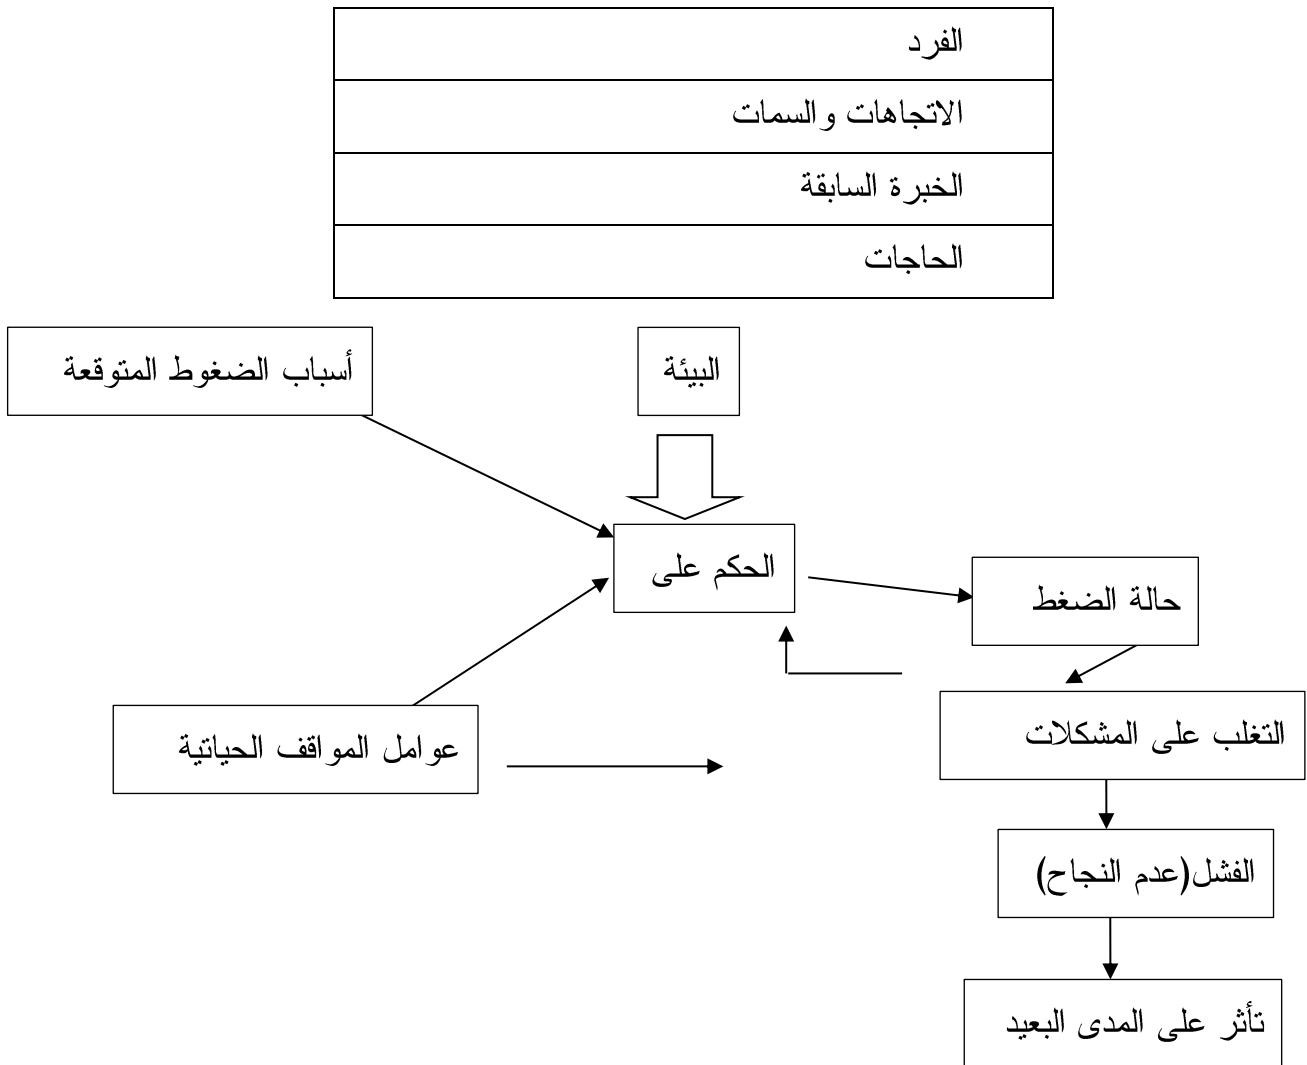 الفرد
الاتجاهات والسمات
الخبرة السابقة
الحاجات
البيئة
أسباب الضغوط المتوقعة
الحكم على
حالة الضغط
التغلب على المشكلات
عوامل المواقف الحياتية
الفشل(عدم النجاح)
تأثر على المدى البعيد